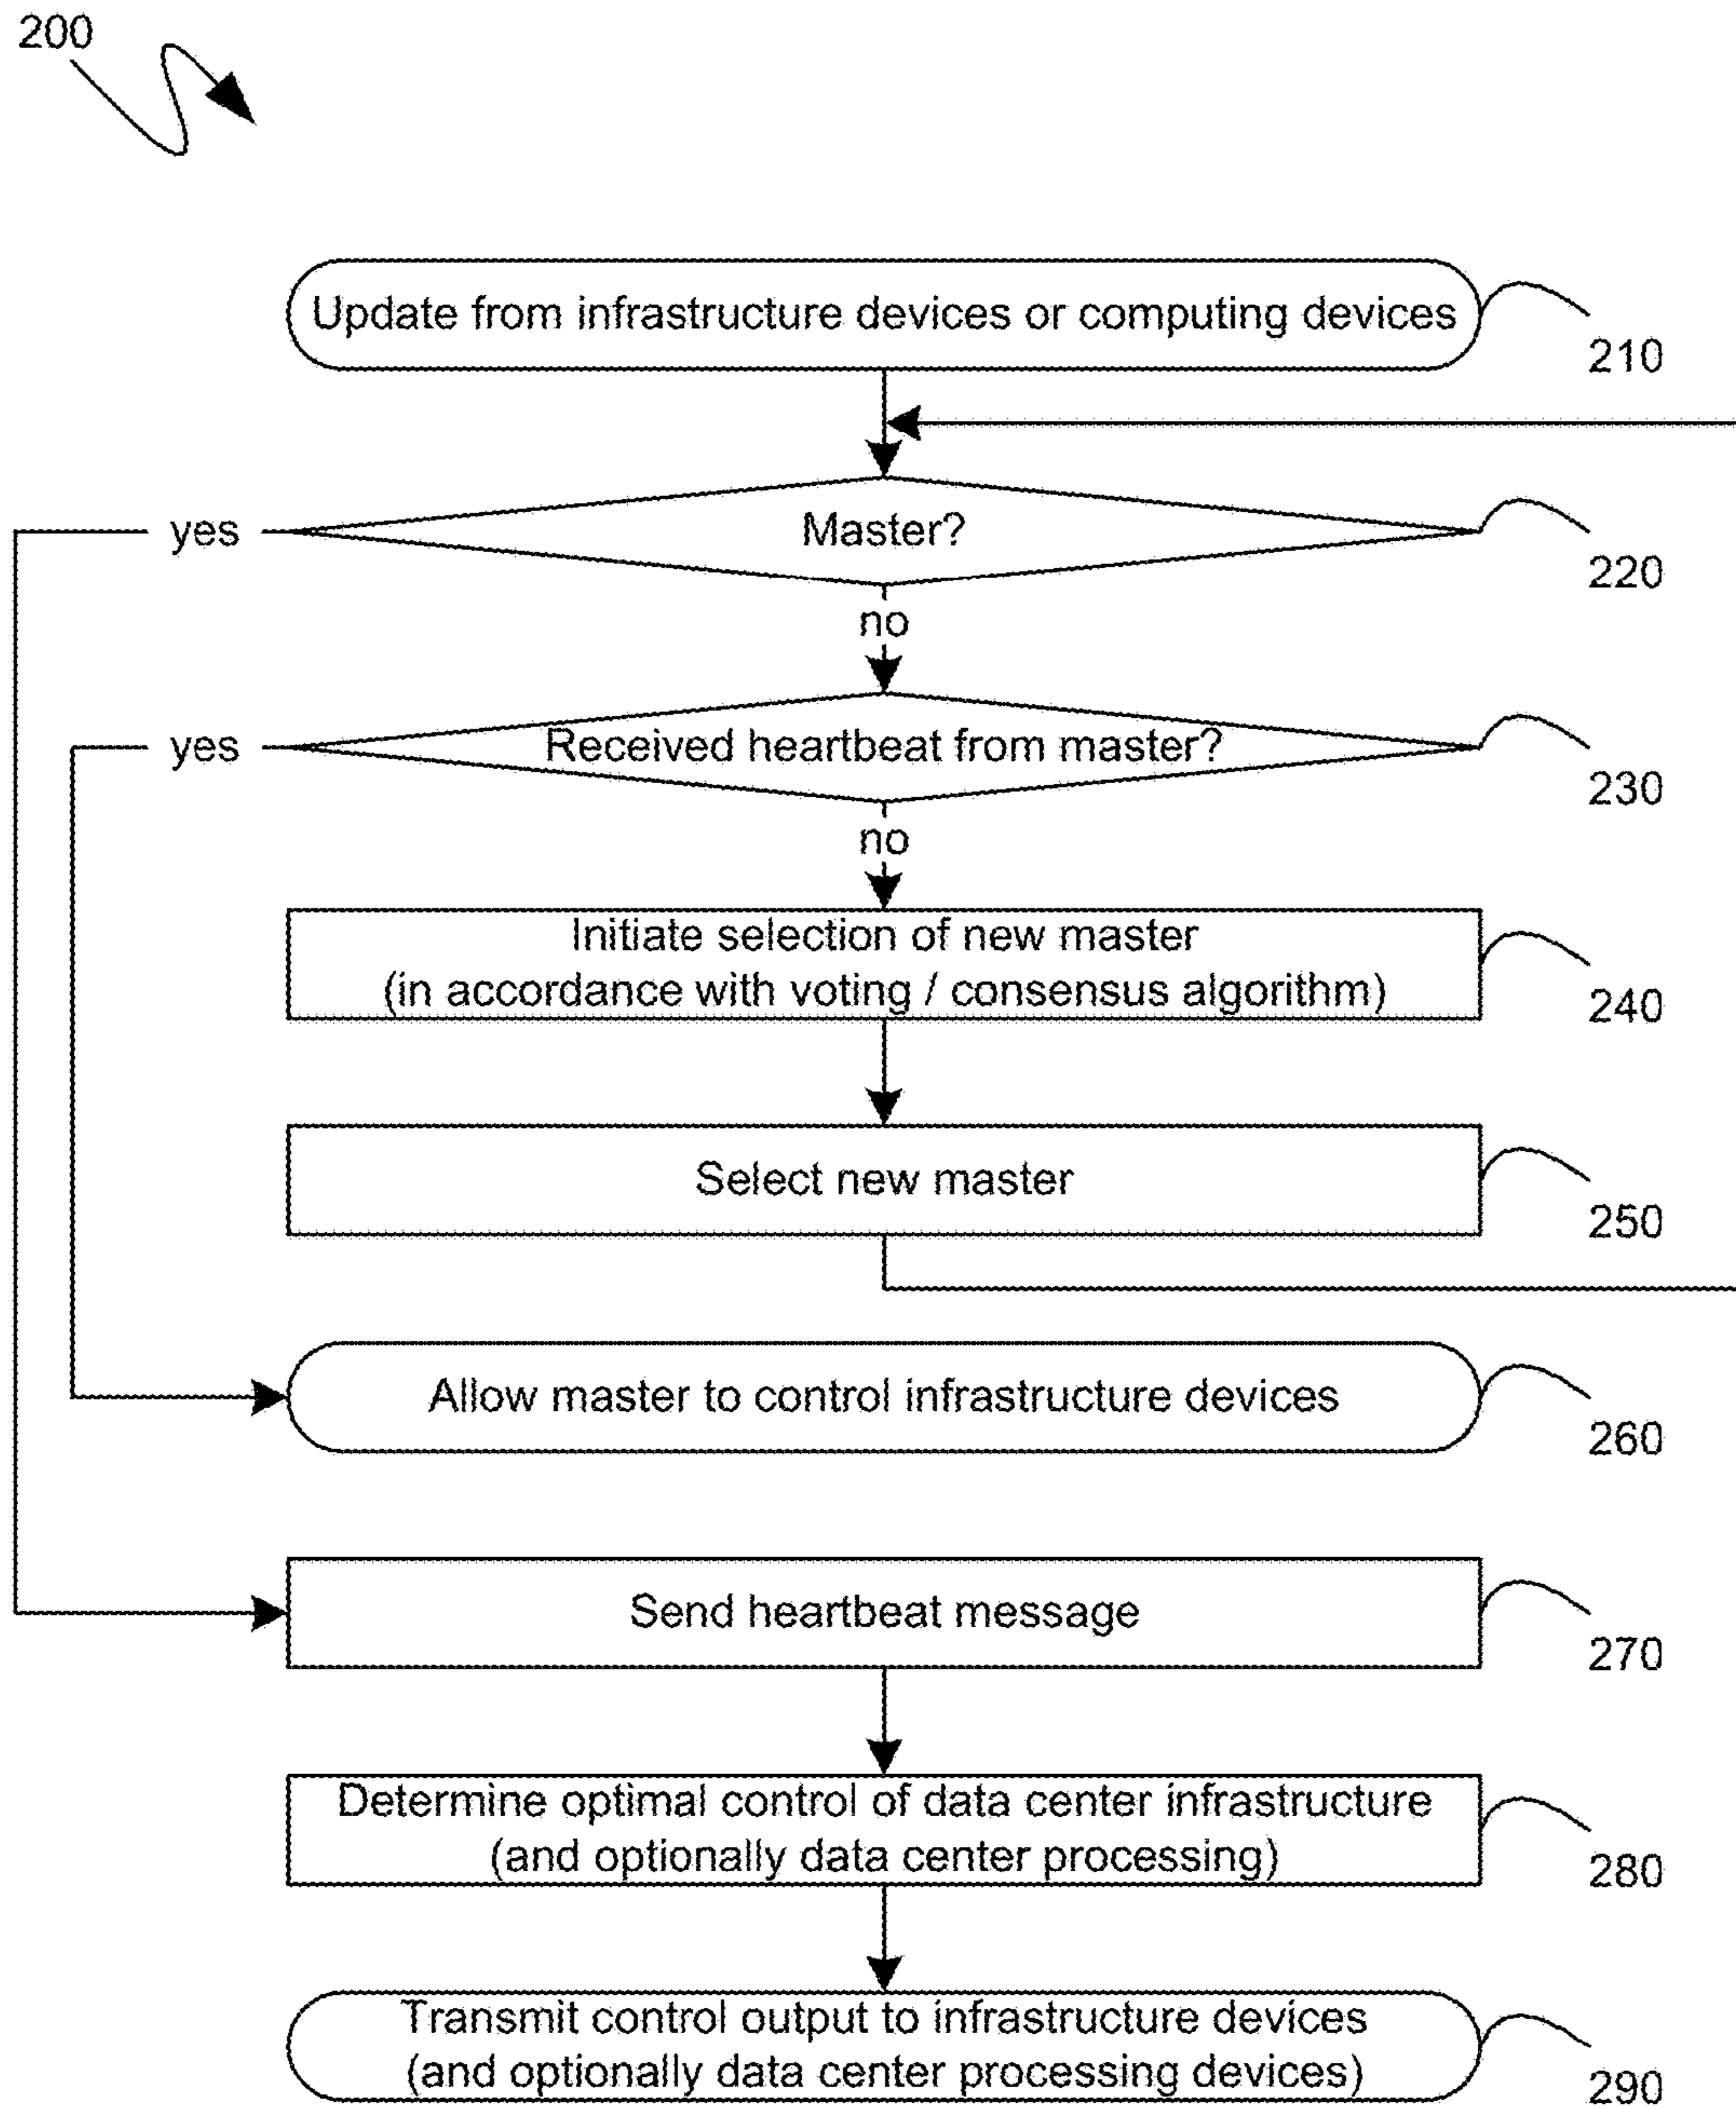 200
Update from infrastructure devices or computing devices
210
Master?
yes
220
no
Received heartbeat from master?
yes
230
no
Initiate selection of new master
(in accordance with voting / consensus algorithm)
240
Select new master
250
Allow master to control infrastructure devices
260
Send heartbeat message
270
Determine optimal control of data center infrastructure
(and optionally data center processing)
280
Transmit control output to infrastructure devices
(and optionally data center processing devices)
290